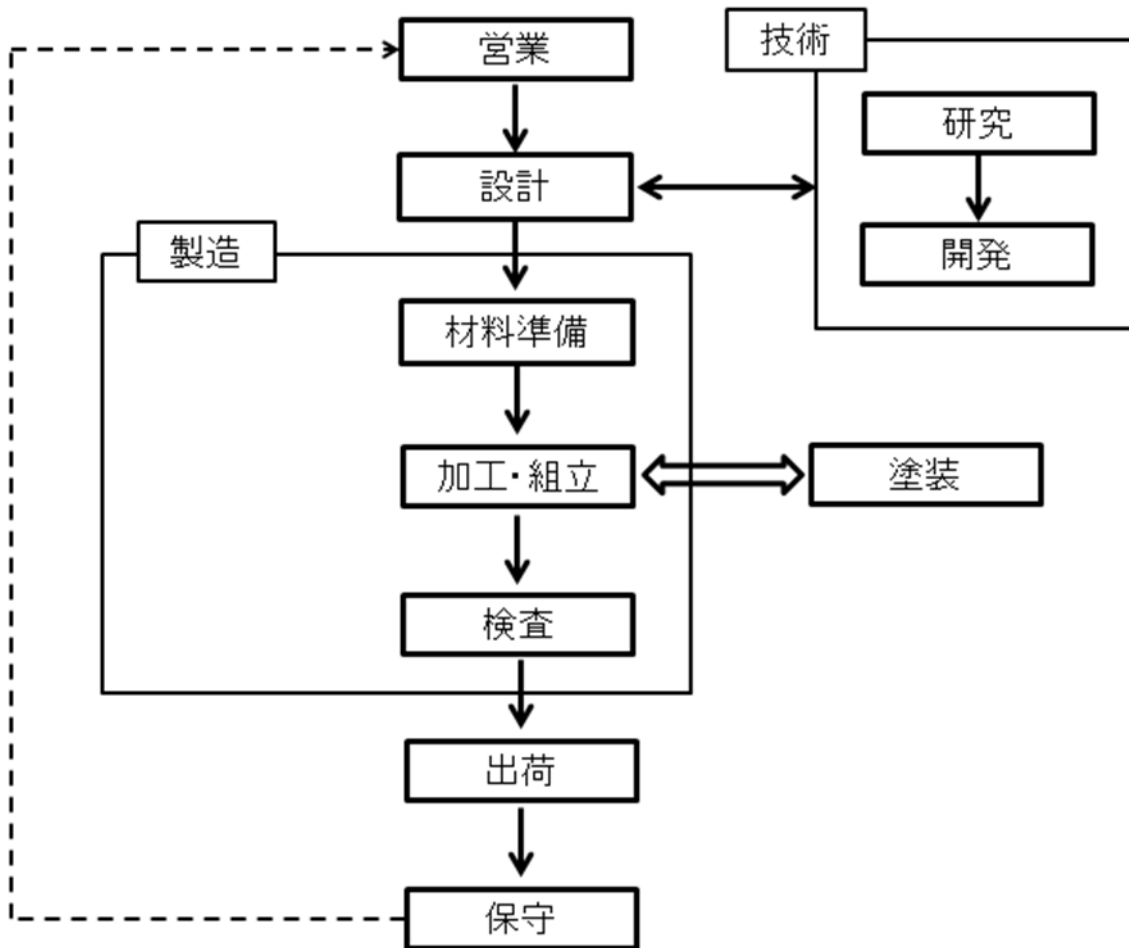 営業
技術
研究
設計
開発
製造
材料準備
加工・組立
塗装
検査
出荷
保守